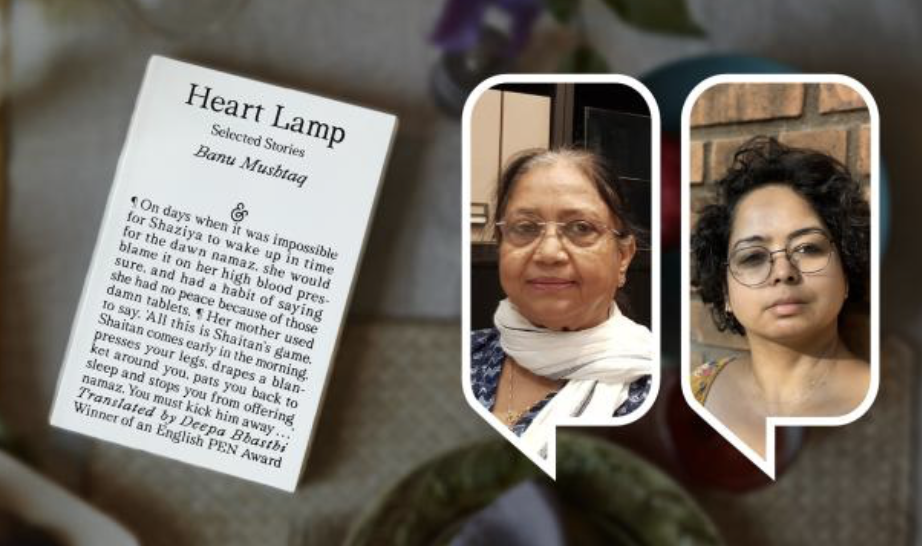 Heart Lamp
Selected Stories
Banu Mushtaq
&
¶ On days when it was impossible
for Shaziya to wake up in time
for the dawn namaz, she would
blame it on her high blood pres-
sure, and had a habit of saying
she had no peace because of those
damn tablets. ¶ Her mother used
to say, ‘All this is Shaitan's game.
Shaitan comes early in the morning,
presses your legs, drapes a blan-
ket around you, pats you back to
sleep and stops you from offering
namaz. You must kick him away ...
Translated by Deepa Bhasthi
Winner of an English PEN Award